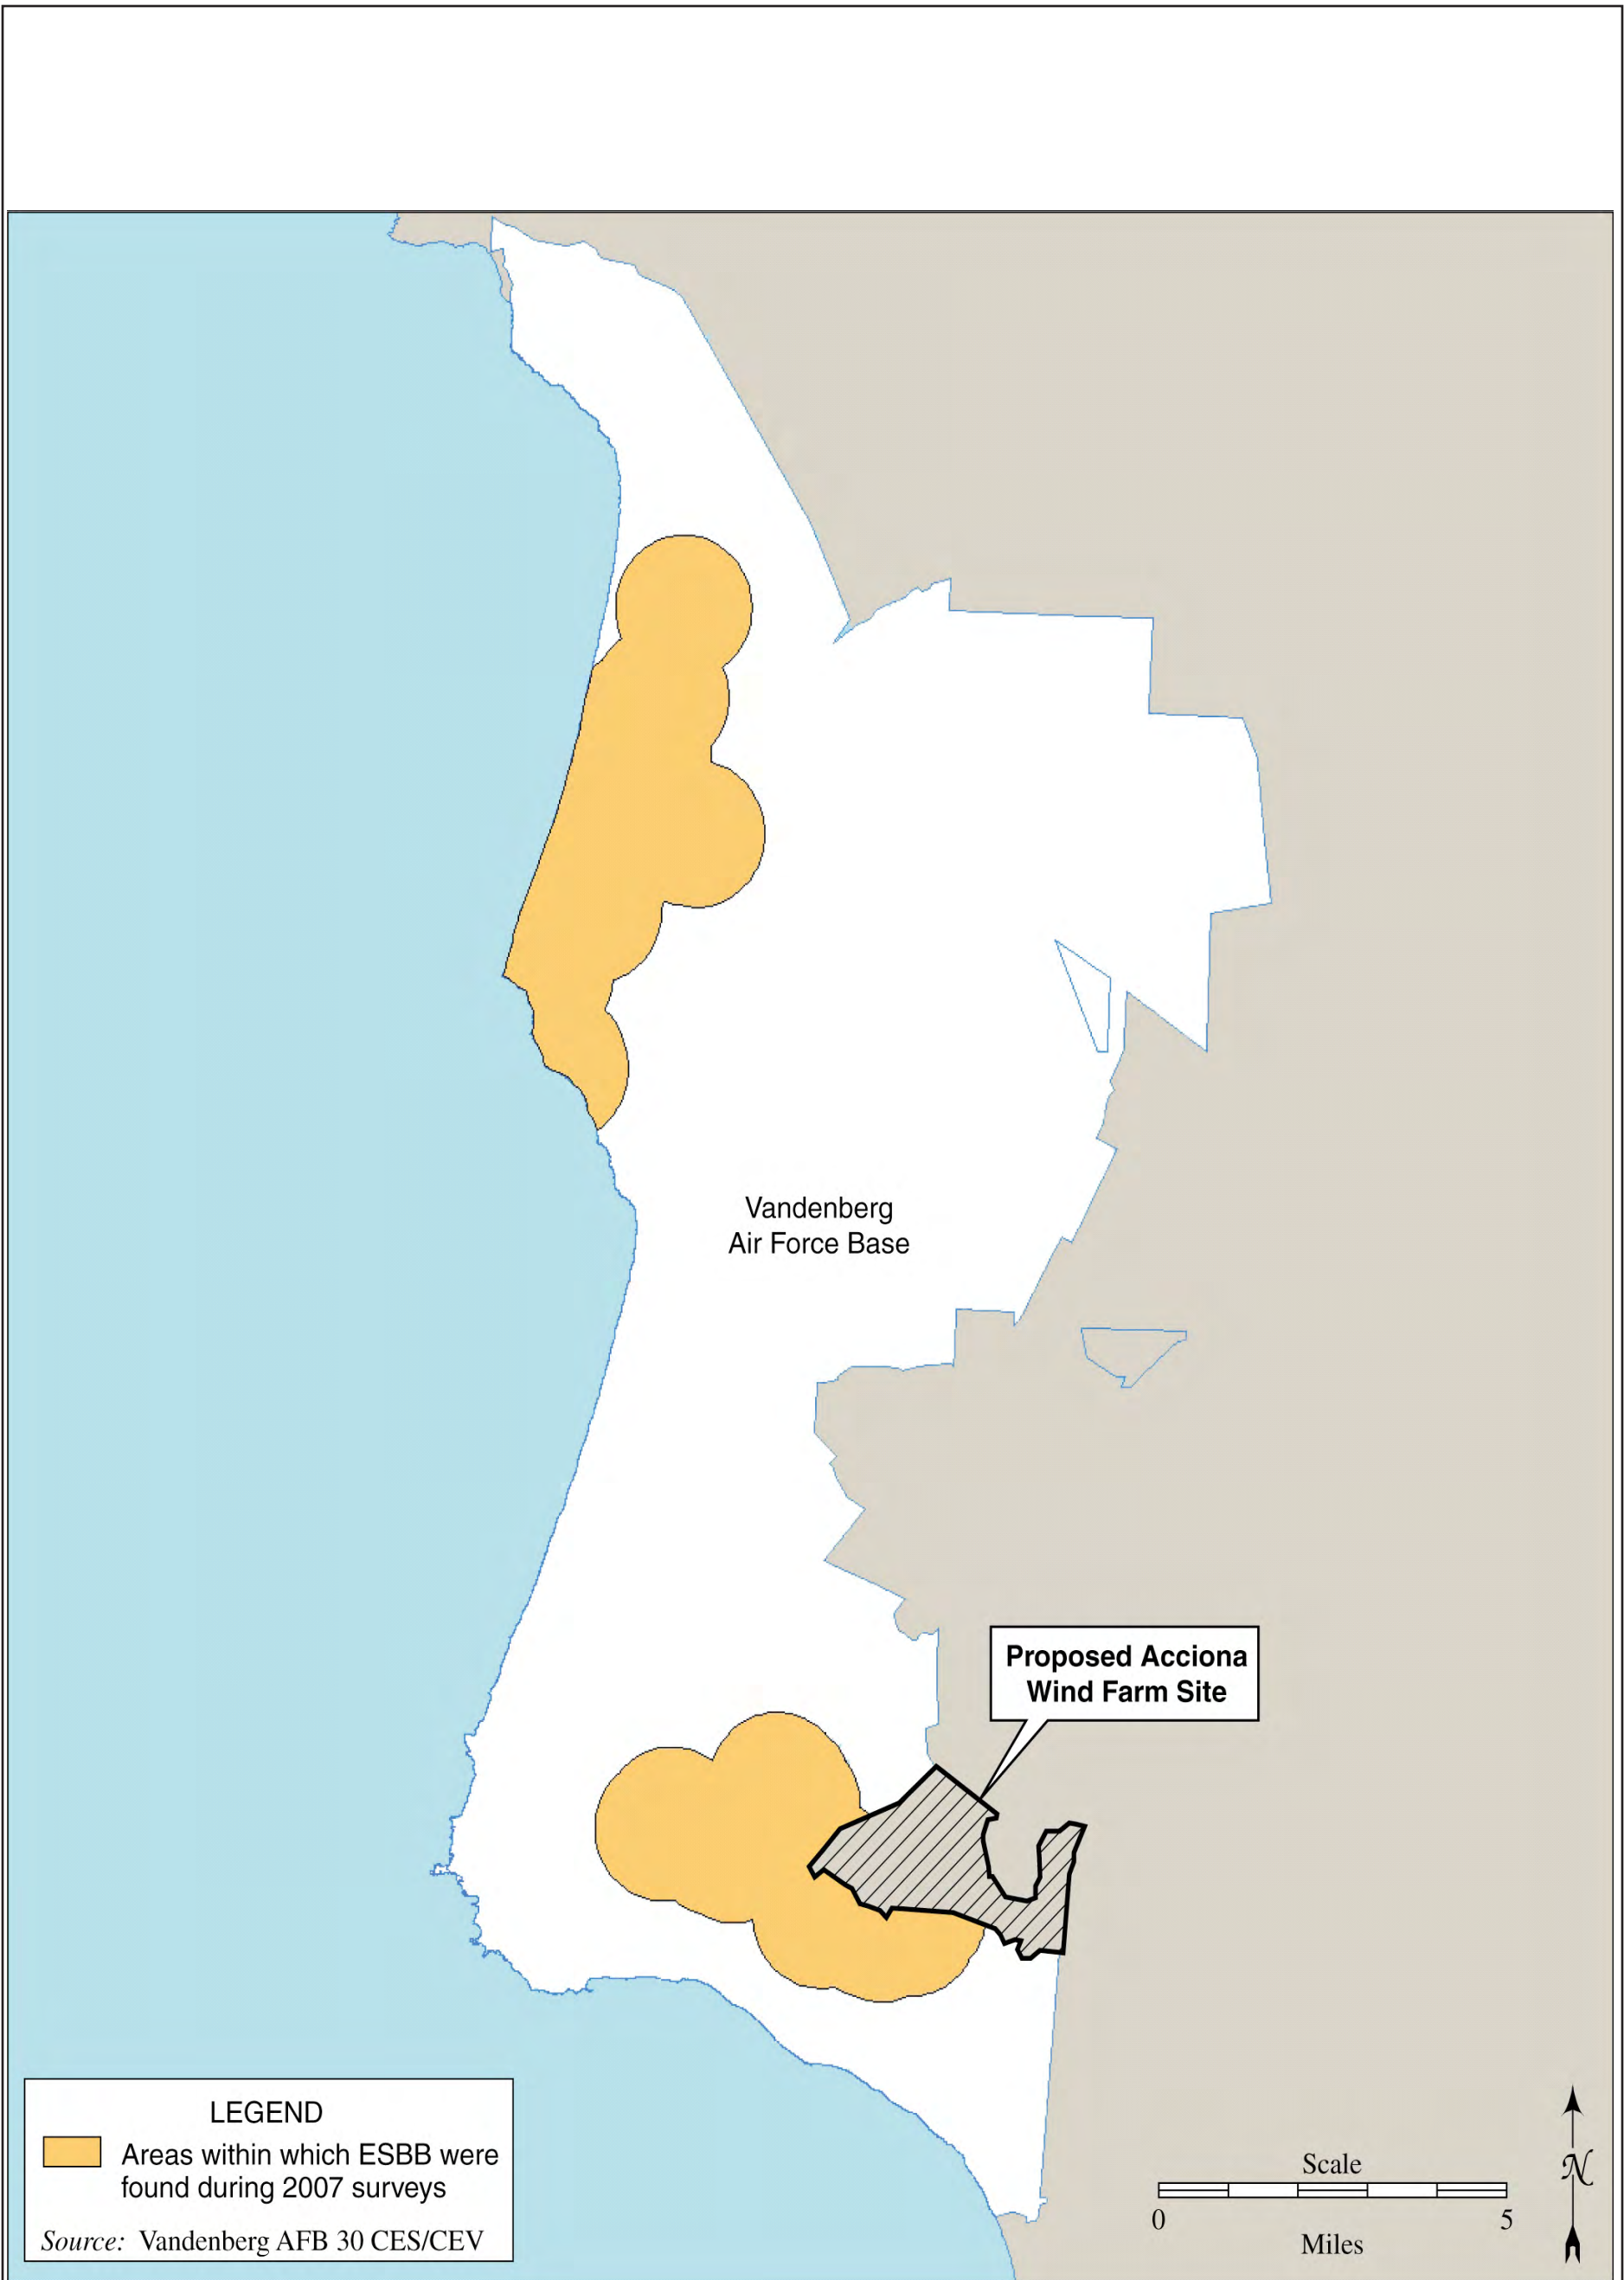 Vandenberg
Air Force Base
Proposed Acciona
Wind Farm Site
LEGEND
Areas within which ESBB were
found during 2007 surveys
Source: Vandenberg AFB 30 CES/CEV
Scale
0 5
Miles
N